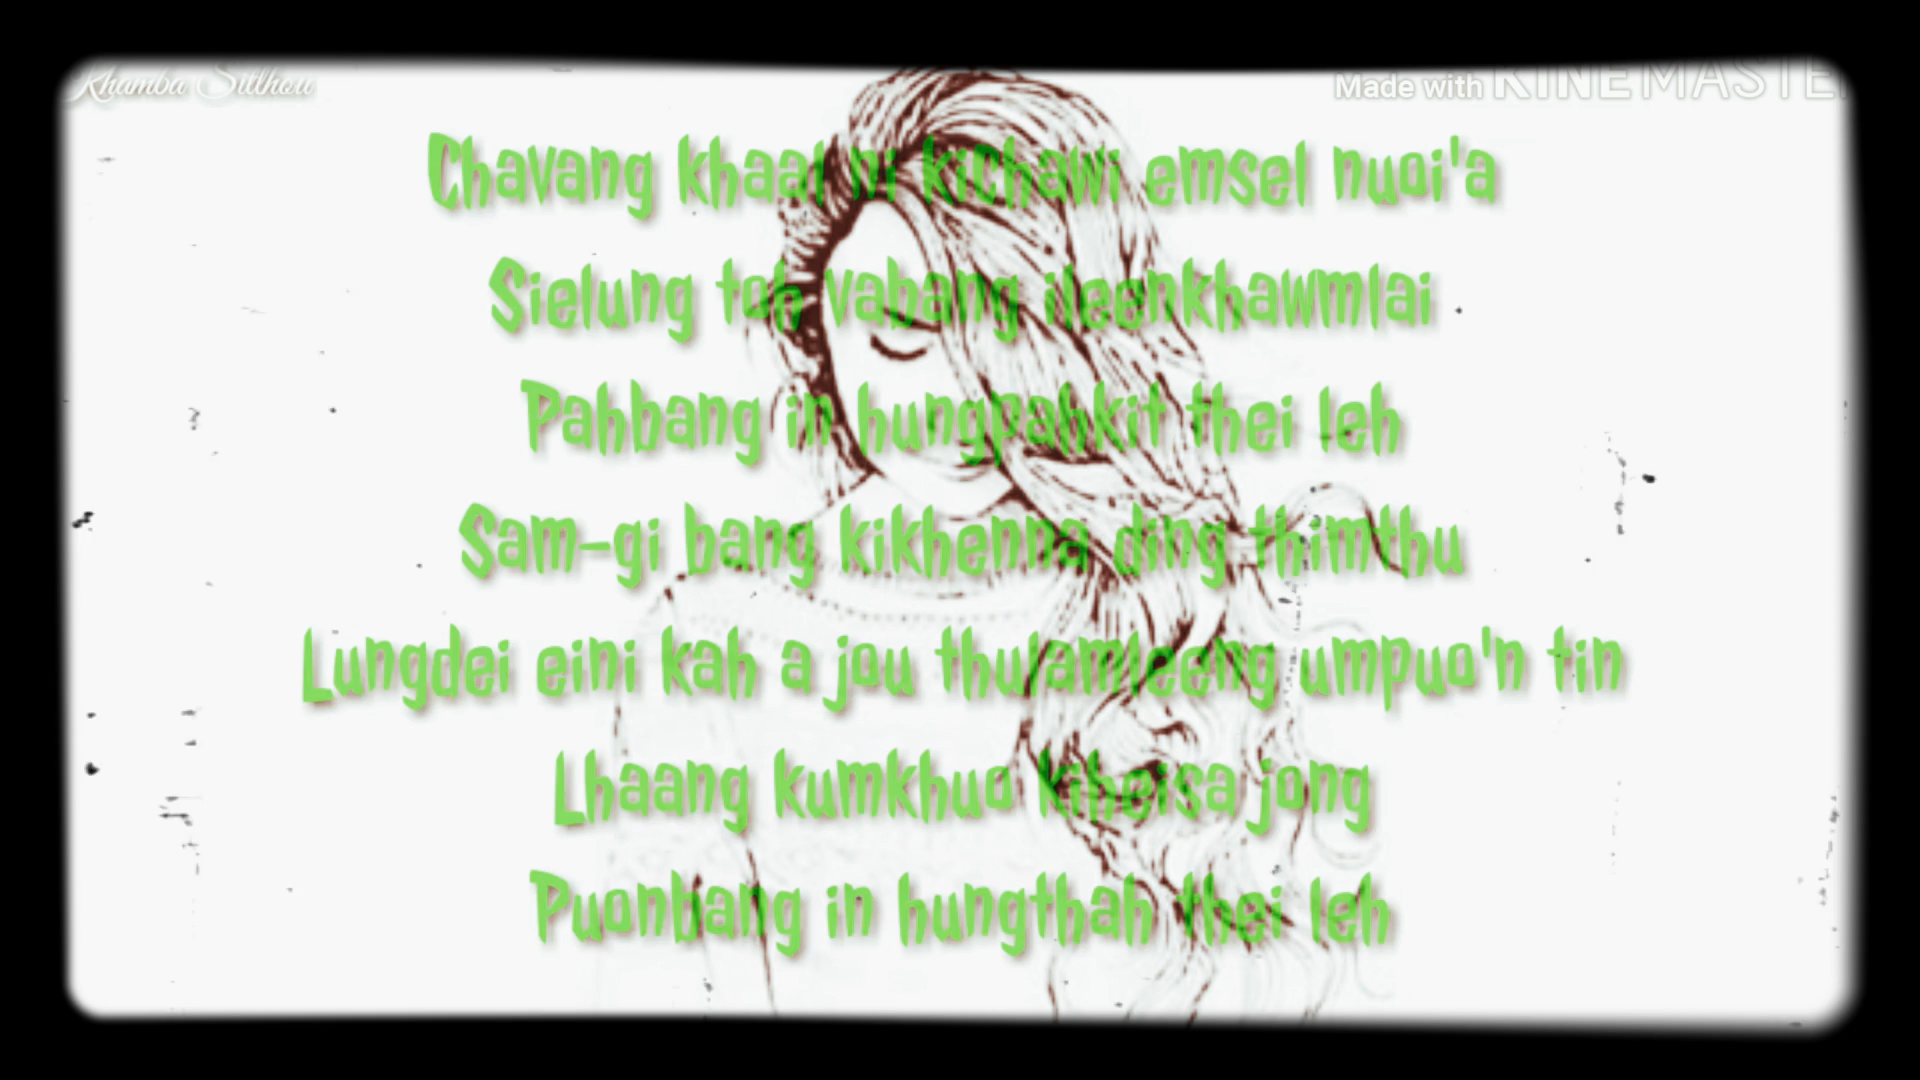 Khamba Sitlhou
Made with KINEMASTE
Chavang khaat ni kichawi emsel nuoi'a
Sielung toh vabang ileenkhawmlai
Pahbang in hungpahkit thei leh
Sam-gi bang kikhenna ding thimthu
Lungdei eini kah a jou thulamleeng umpuo'n tin
Lhaang kumkhuo kiheisa jong
Puonbang in hungthah thei leh